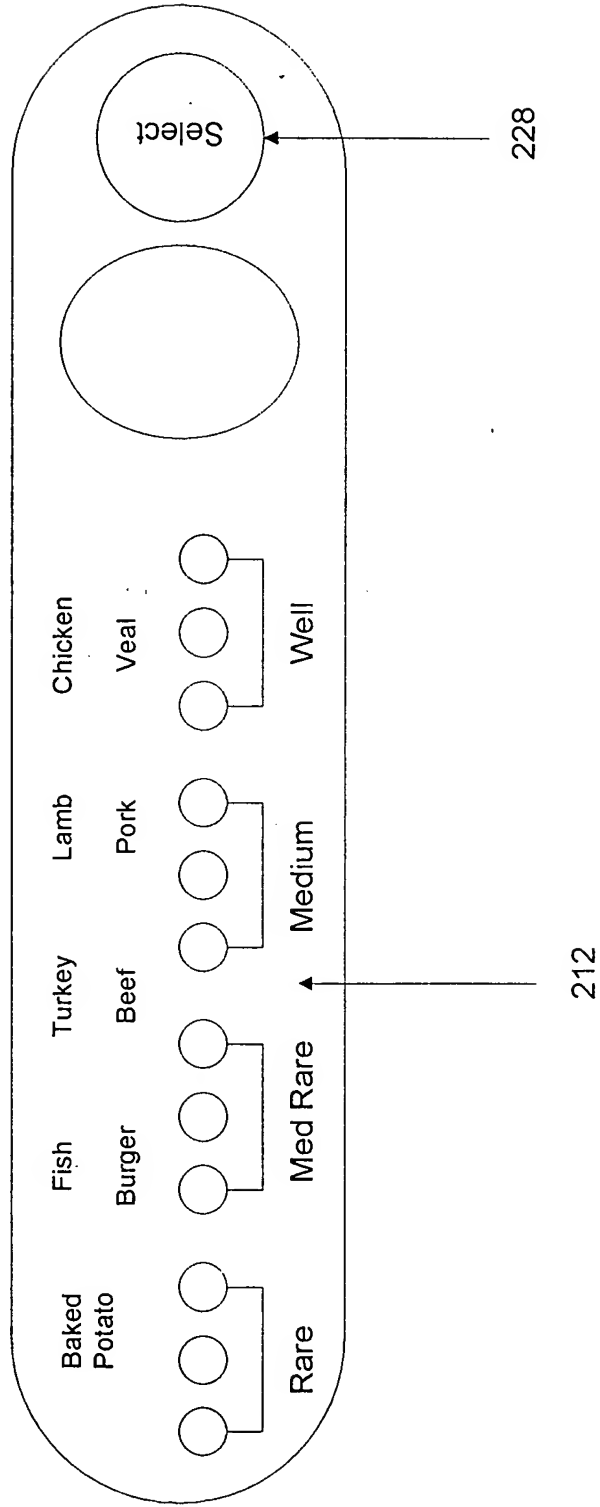 Baked
Potato
Fish
Turkey
Lamb
Chicken
Burger
Beef
Pork
Veal
Select
Rare
Med Rare
Medium
Well
228
212